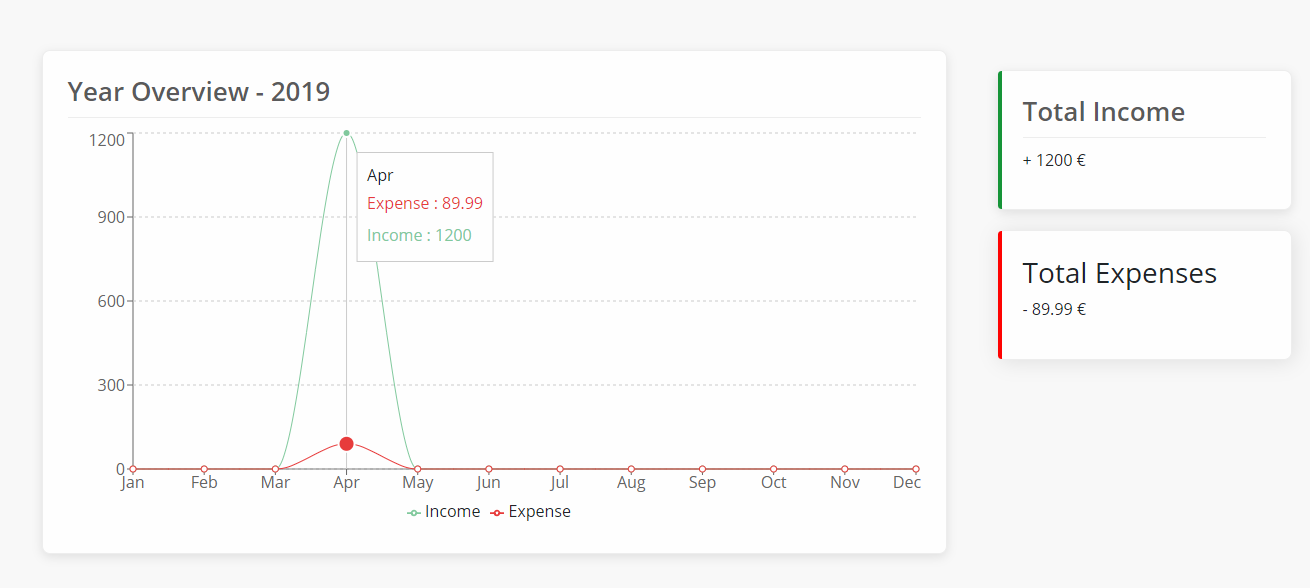 Year Overview - 2019
1200
900
600
300
0
Apr
Expense : 89.99
Income : 1200
Jan Feb Mar Apr May Jun Jul Aug Sep Oct Nov Dec
Income Expense
Total Income
+ 1200 €
Total Expenses
- 89.99 €